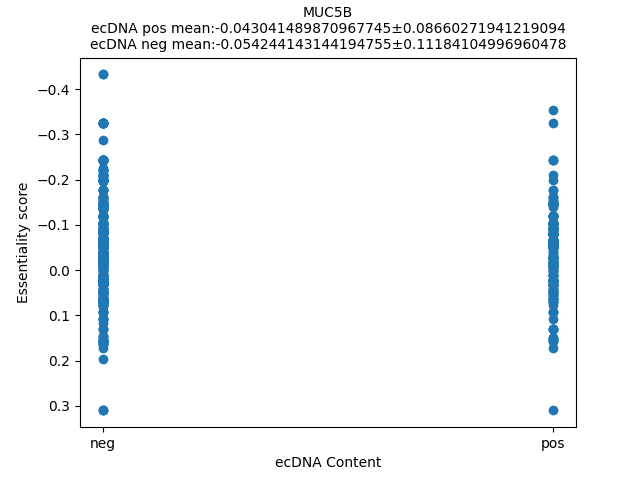 MUC5B
ecDNA pos mean:-0.043041489870967745±0.08660271941219094
ecDNA neg mean:-0.054244143144194755±0.11184104996960478
−0.4
−0.3
−0.2
−0.1
0.0
0.1
0.2
0.3
Essentiality score
neg
pos
ecDNA Content